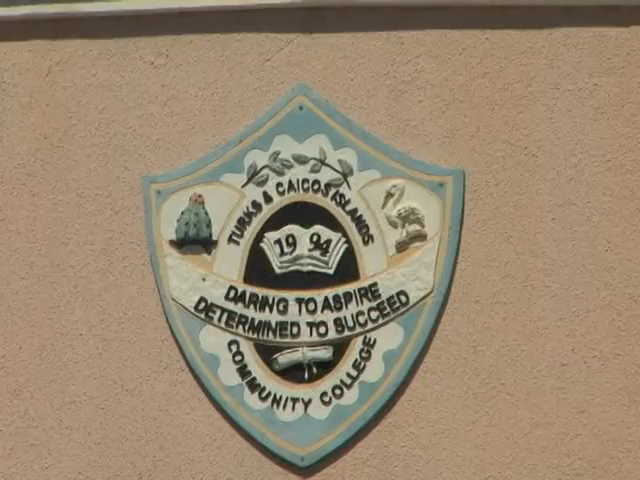 TURKS & CAICOS ISLANDS
19 94
DARING TO ASPIRE
DETERMINED TO SUCCEED
COMMUNITY COLLEGE